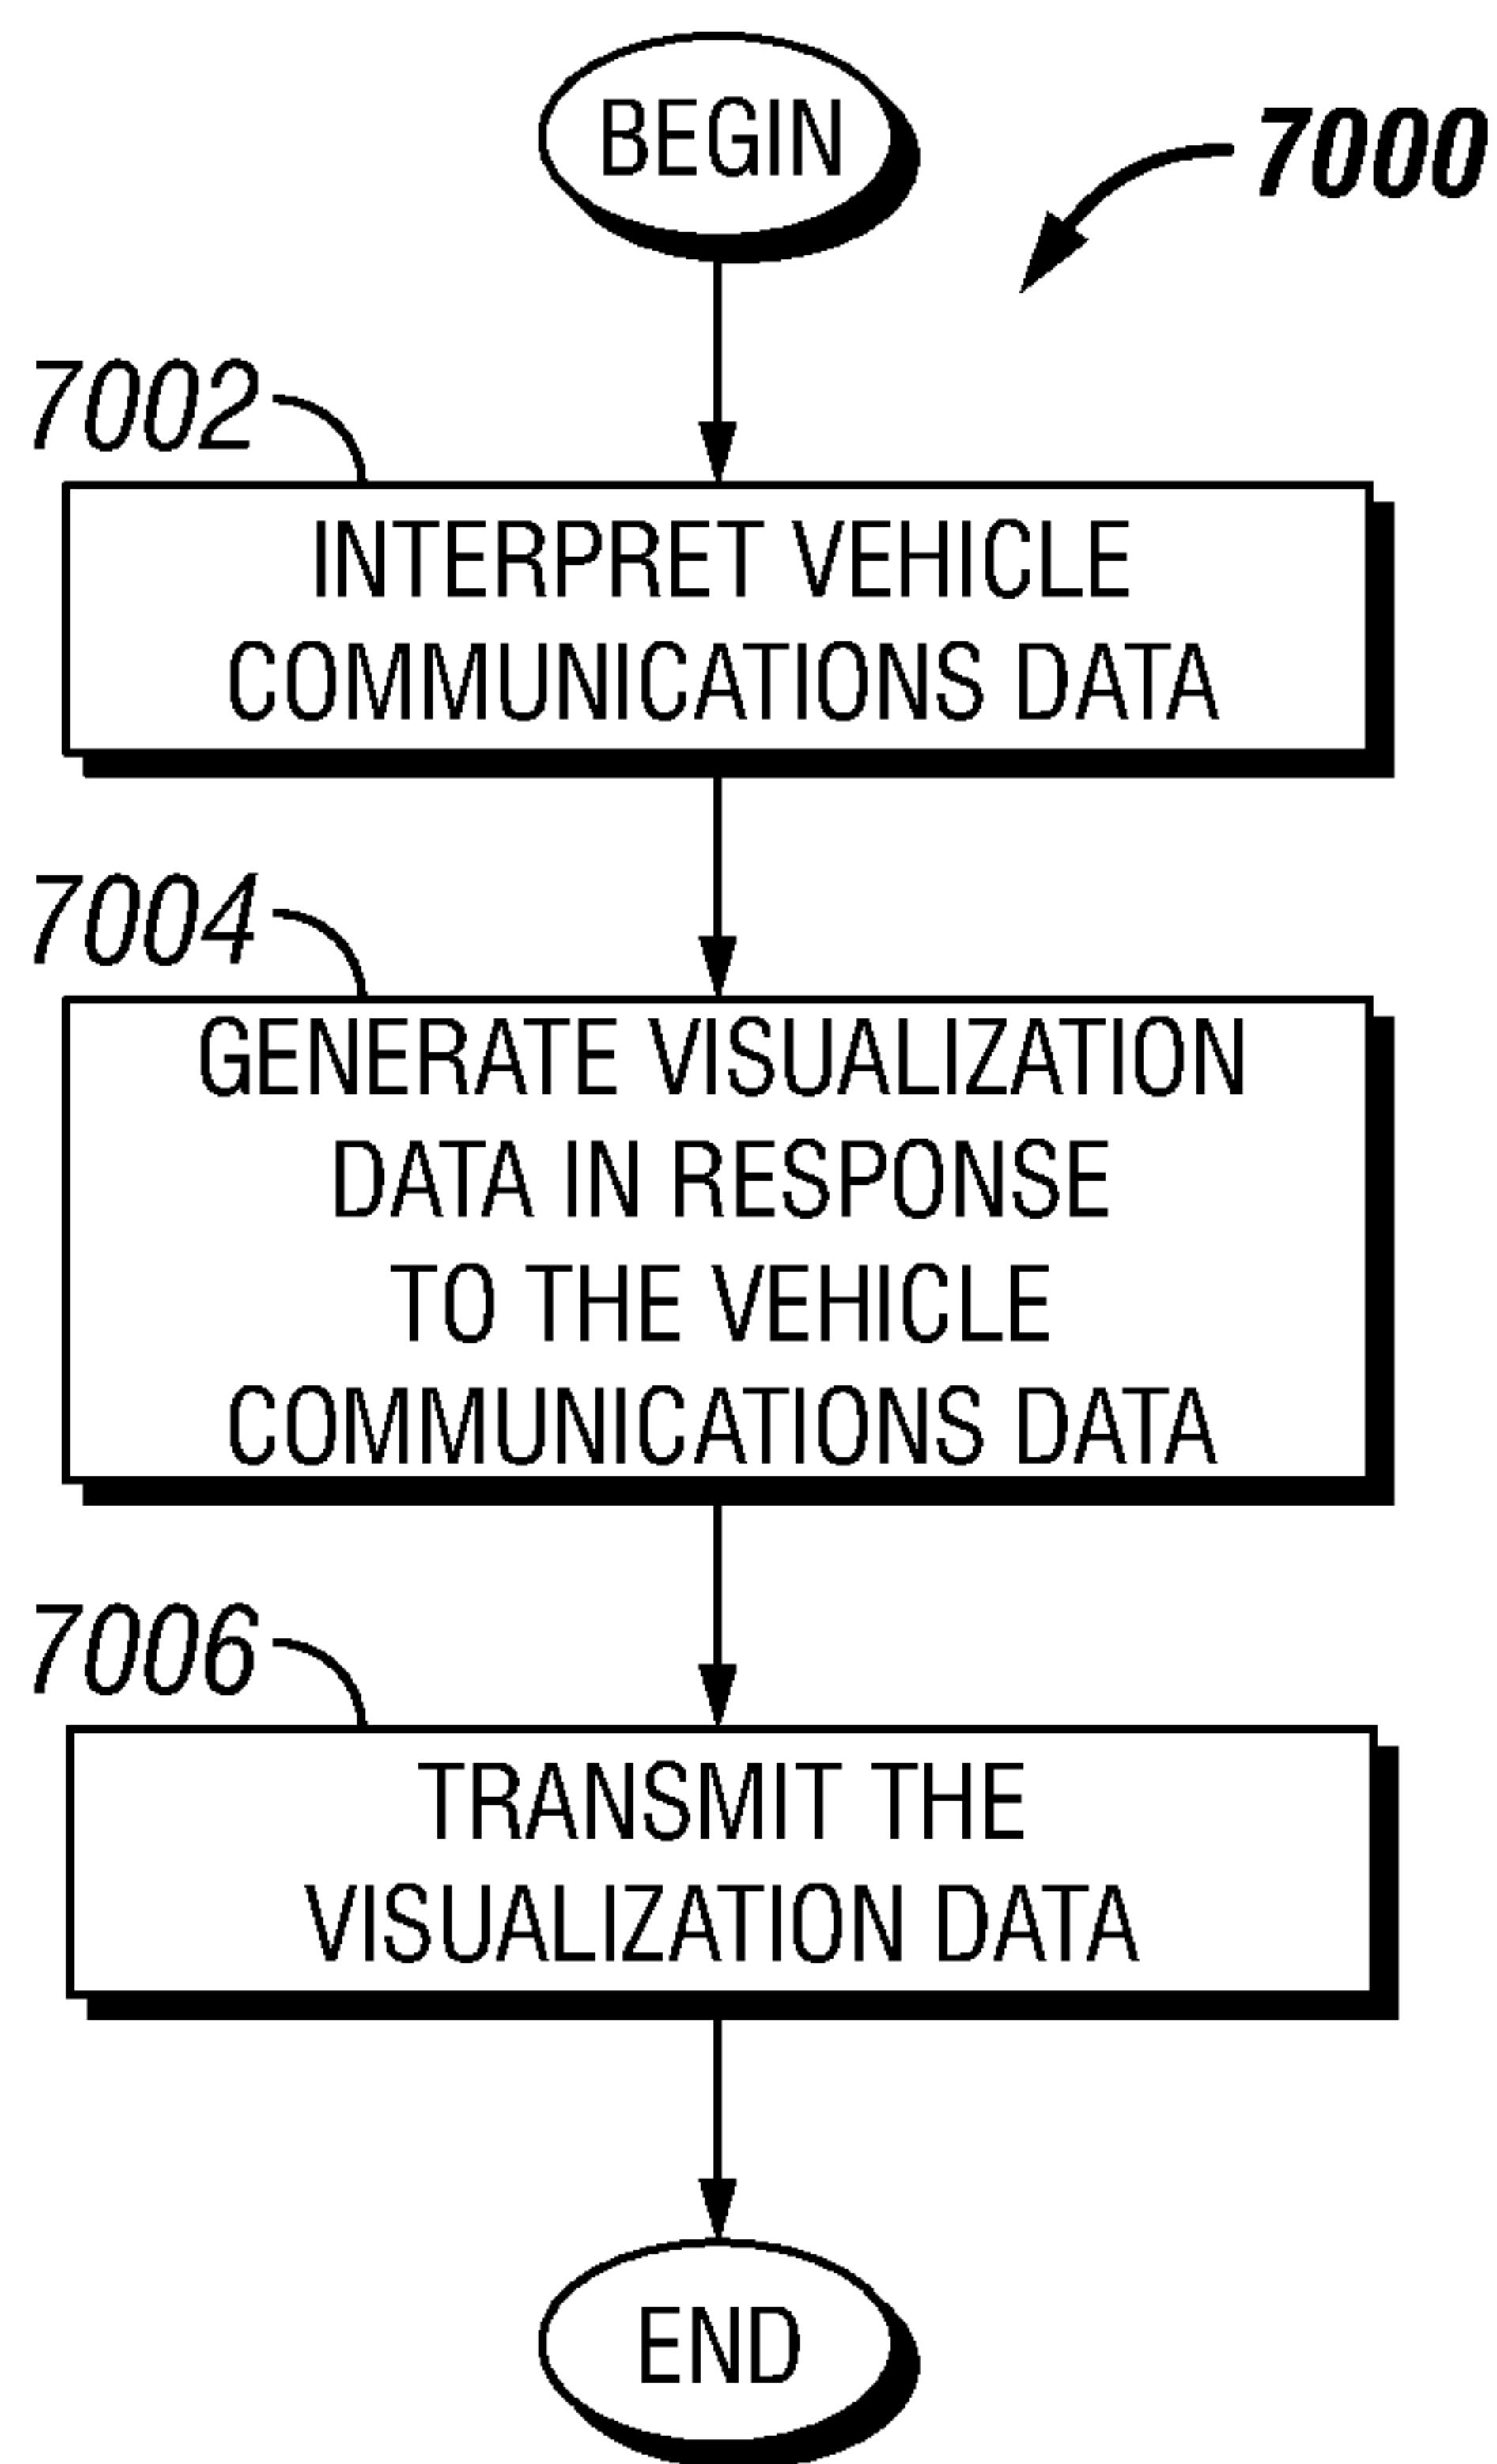 BEGIN
7000
7002
INTERPRET VEHICLE
COMMUNICATIONS DATA
7004
GENERATE VISUALIZATION
DATA IN RESPONSE
TO THE VEHICLE
COMMUNICATIONS DATA
7006
TRANSMIT THE
VISUALIZATION DATA
END